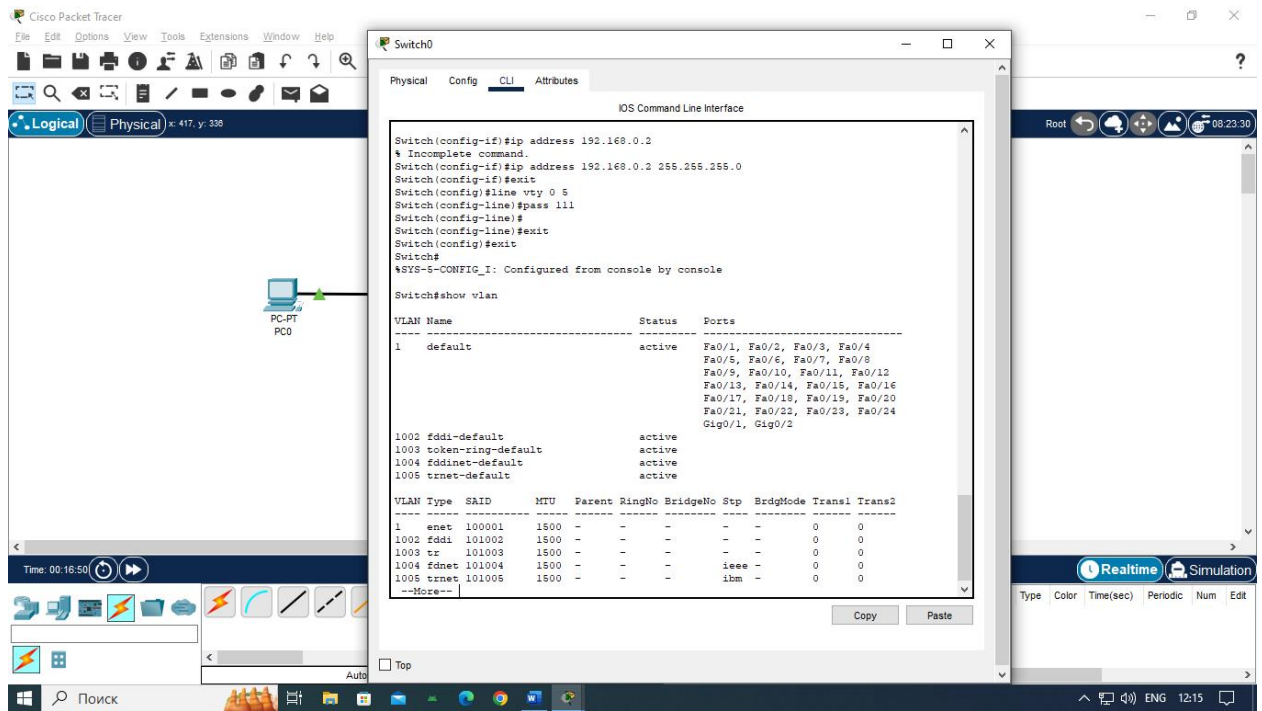 Cisco Packet Tracer
File Edit Options View Tools Extensions Window Help
Logical Physical x: 417, y: 336
Root 08:23:30
PC-PT
PC0
Switch0
Physical Config CLI Attributes
IOS Command Line Interface
Switch(config-if)#ip address 192.168.0.2
% Incomplete command.
Switch(config-if)#ip address 192.168.0.2 255.255.255.0
Switch(config-if)#exit
Switch(config)#line vty 0 5
Switch(config-line)#pass 111
Switch(config-line)#
Switch(config-line)#exit
Switch(config)#exit
Switch#
%SYS-5-CONFIG_I: Configured from console by console
Switch#show vlan
VLAN Name Status Ports
---- -------------------------------- --------- -------------------------------
1 default active Fa0/1, Fa0/2, Fa0/3, Fa0/4
Fa0/5, Fa0/6, Fa0/7, Fa0/8
Fa0/9, Fa0/10, Fa0/11, Fa0/12
Fa0/13, Fa0/14, Fa0/15, Fa0/16
Fa0/17, Fa0/18, Fa0/19, Fa0/20
Fa0/21, Fa0/22, Fa0/23, Fa0/24
Gig0/1, Gig0/2
1002 fddi-default active
1003 token-ring-default active
1004 fddinet-default active
1005 trnet-default active
VLAN Type SAID MTU Parent RingNo BridgeNo Stp BrdgMode Trans1 Trans2
---- ----- ---------- ----- ------ ------ -------- ---- -------- ------ ------
1 enet 100001 1500 - - - - - 0 0
1002 fddi 101002 1500 - - - - - 0 0
1003 tr 101003 1500 - - - - - 0 0
1004 fdnet 101004 1500 - - - ieee - 0 0
1005 trnet 101005 1500 - - - ibm - 0 0
--More--
Copy Paste
Top
Time: 00:16:50
Realtime Simulation
Type Color Time(sec) Periodic Num Edit
Auto
Поиск
ENG 12:15